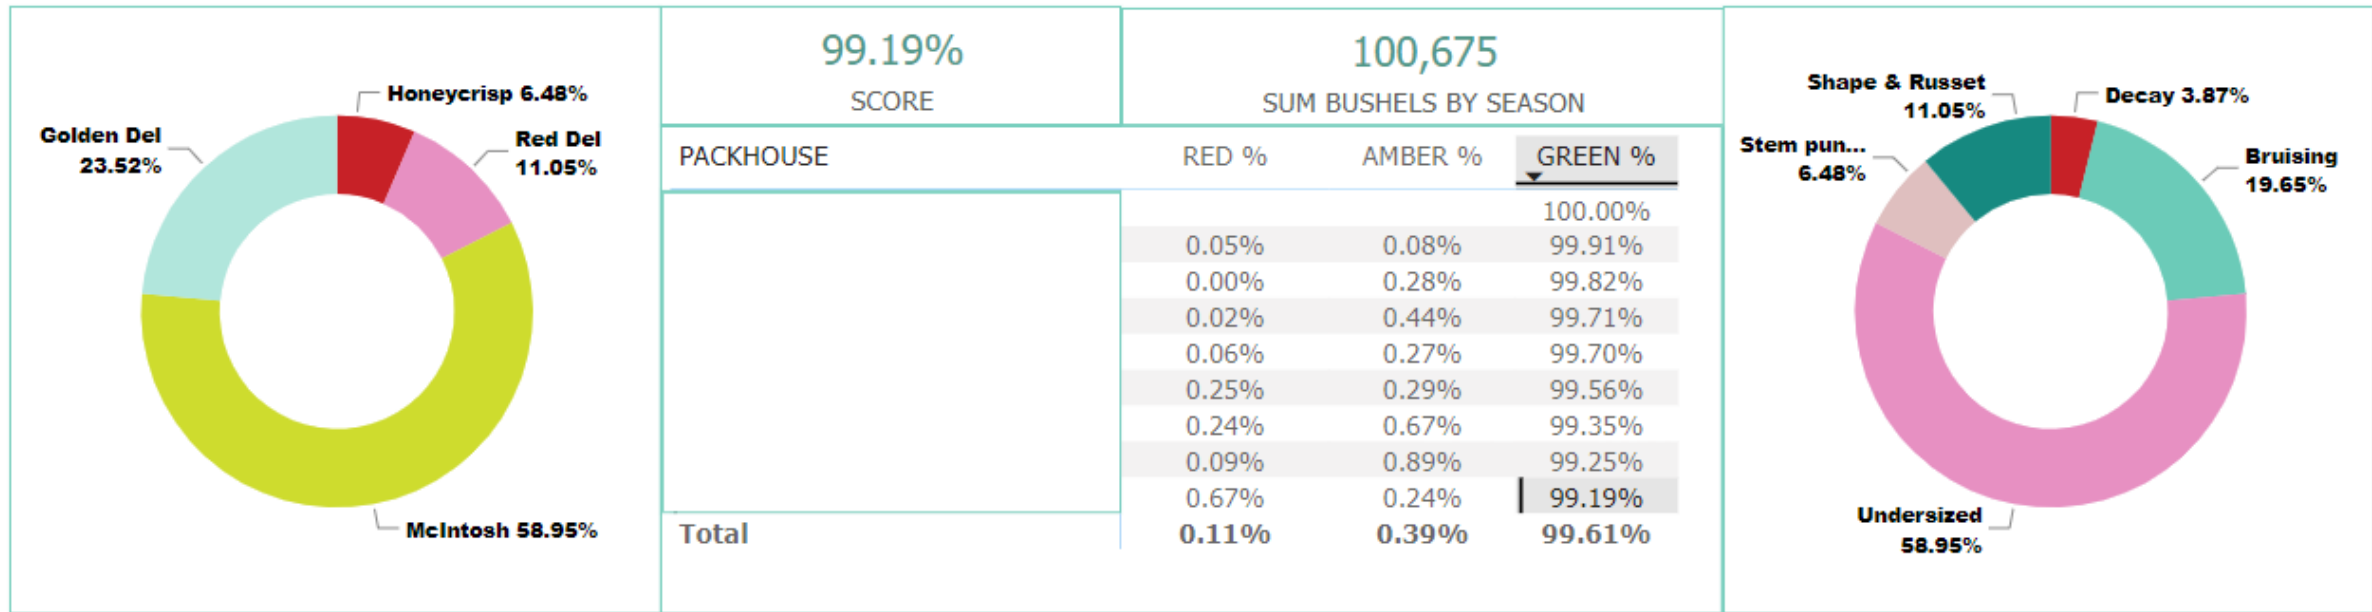 Honeycrisp 6.48%
Golden Del
23.52%
Red Del
11.05%
McIntosh 58.95%
99.19%
SCORE
100,675
SUM BUSHELS BY SEASON
PACKHOUSE RED % AMBER % GREEN %
100.00%
0.05% 0.08% 99.91%
0.00% 0.28% 99.82%
0.02% 0.44% 99.71%
0.06% 0.27% 99.70%
0.25% 0.29% 99.56%
0.24% 0.67% 99.35%
0.09% 0.89% 99.25%
0.67% 0.24% 99.19%
Total 0.11% 0.39% 99.61%
Shape & Russet
11.05%
Decay 3.87%
Stem pun...
6.48%
Bruising
19.65%
Undersized
58.95%